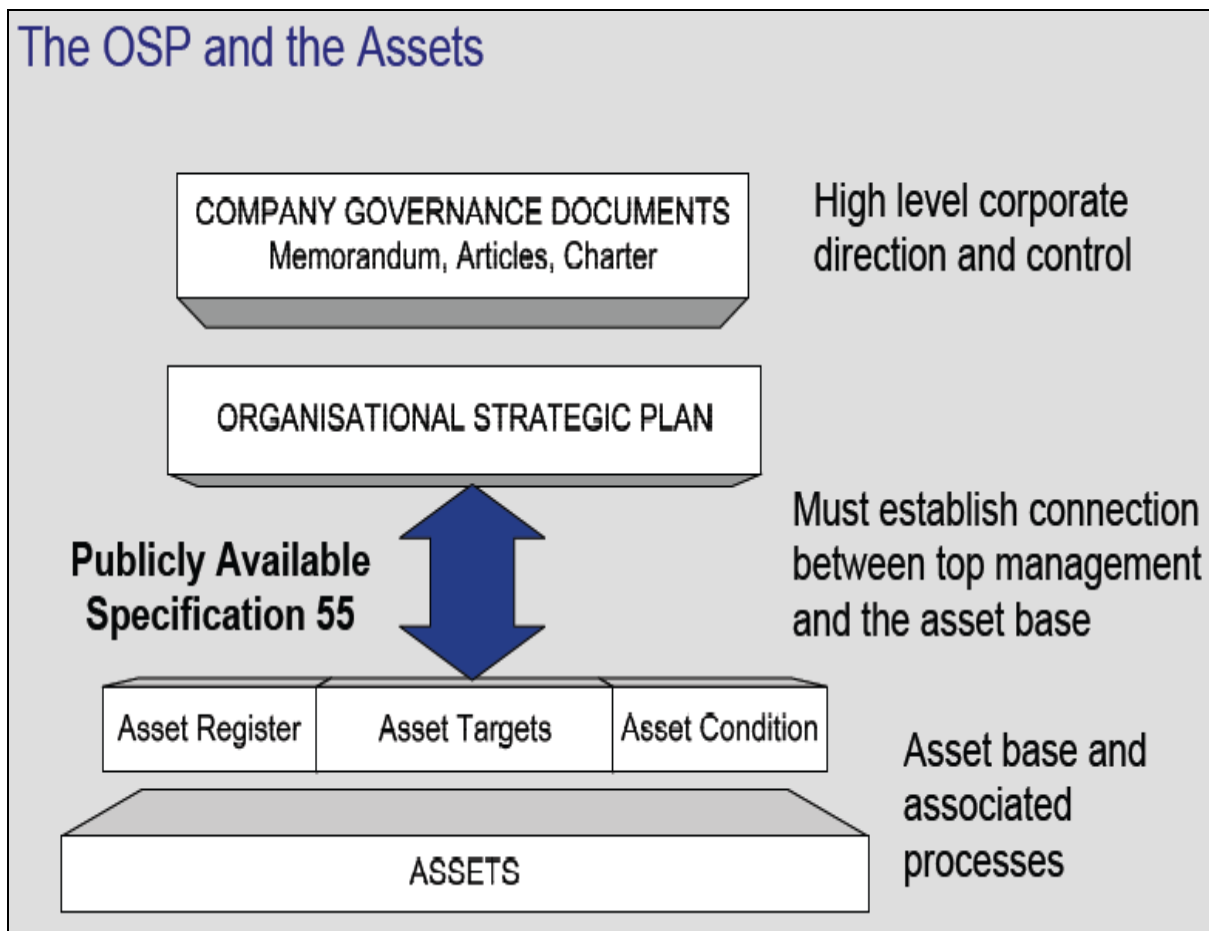 The OSP and the Assets
COMPANY GOVERNANCE DOCUMENTS
Memorandum, Articles, Charter
High level corporate
direction and control
ORGANISATIONAL STRATEGIC PLAN
Publicly Available
Specification 55
Must establish connection
between top management
and the asset base
Asset Register
Asset Targets
Asset Condition
Asset base and
associated
processes
ASSETS